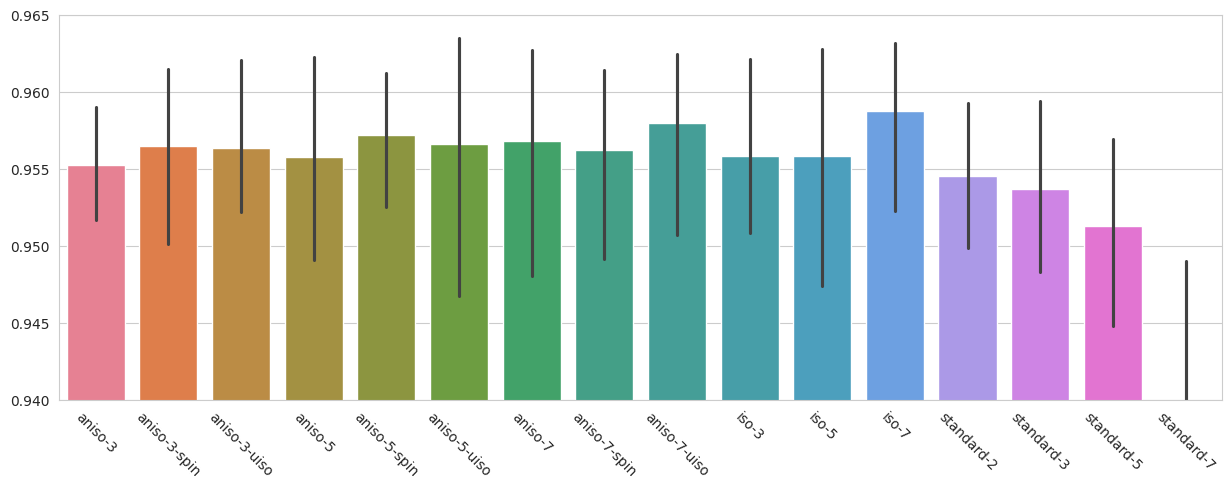 0.965
0.960
0.955
0.950
0.945
0.940
aniso-3
aniso-3-spin
aniso-3-uiso
aniso-5
aniso-5-spin
aniso-5-uiso
aniso-7
aniso-7-spin
aniso-7-uiso
iso-3
iso-5
iso-7
standard-2
standard-3
standard-5
standard-7